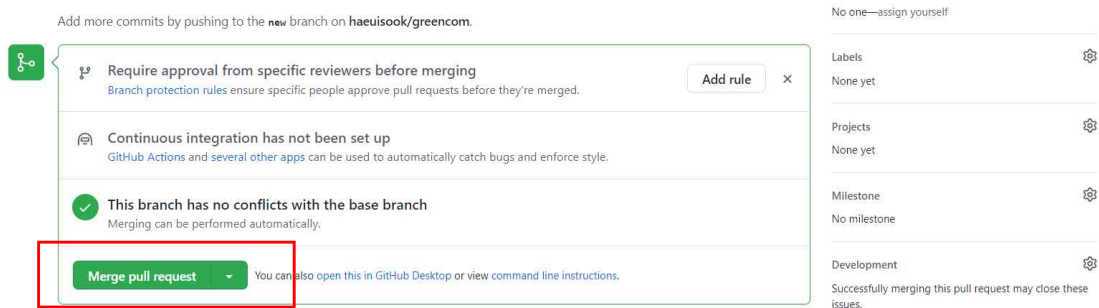 Add more commits by pushing to the new branch on haeuisook/greencom.
Require approval from specific reviewers before merging
Branch protection rules ensure specific people approve pull requests before they're merged.
Add rule
Continuous integration has not been set up
GitHub Actions and several other apps can be used to automatically catch bugs and enforce style.
This branch has no conflicts with the base branch
Merging can be performed automatically.
Merge pull request
You can also open this in GitHub Desktop or view command line instructions.
No one—assign yourself
Labels
None yet
Projects
None yet
Milestone
No milestone
Development
Successfully merging this pull request may close these
issues.